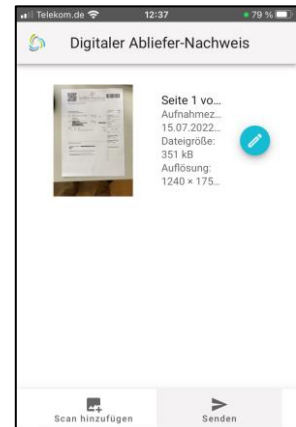 Telekom.de 12:37 79 %
Digitaler Abliefer-Nachweis
Seite 1 vo...
Aufnahmez...
15.07.2022...
Dateigröße:
351 kB
Auflösung:
1240 × 175...
Scan hinzufügen Senden